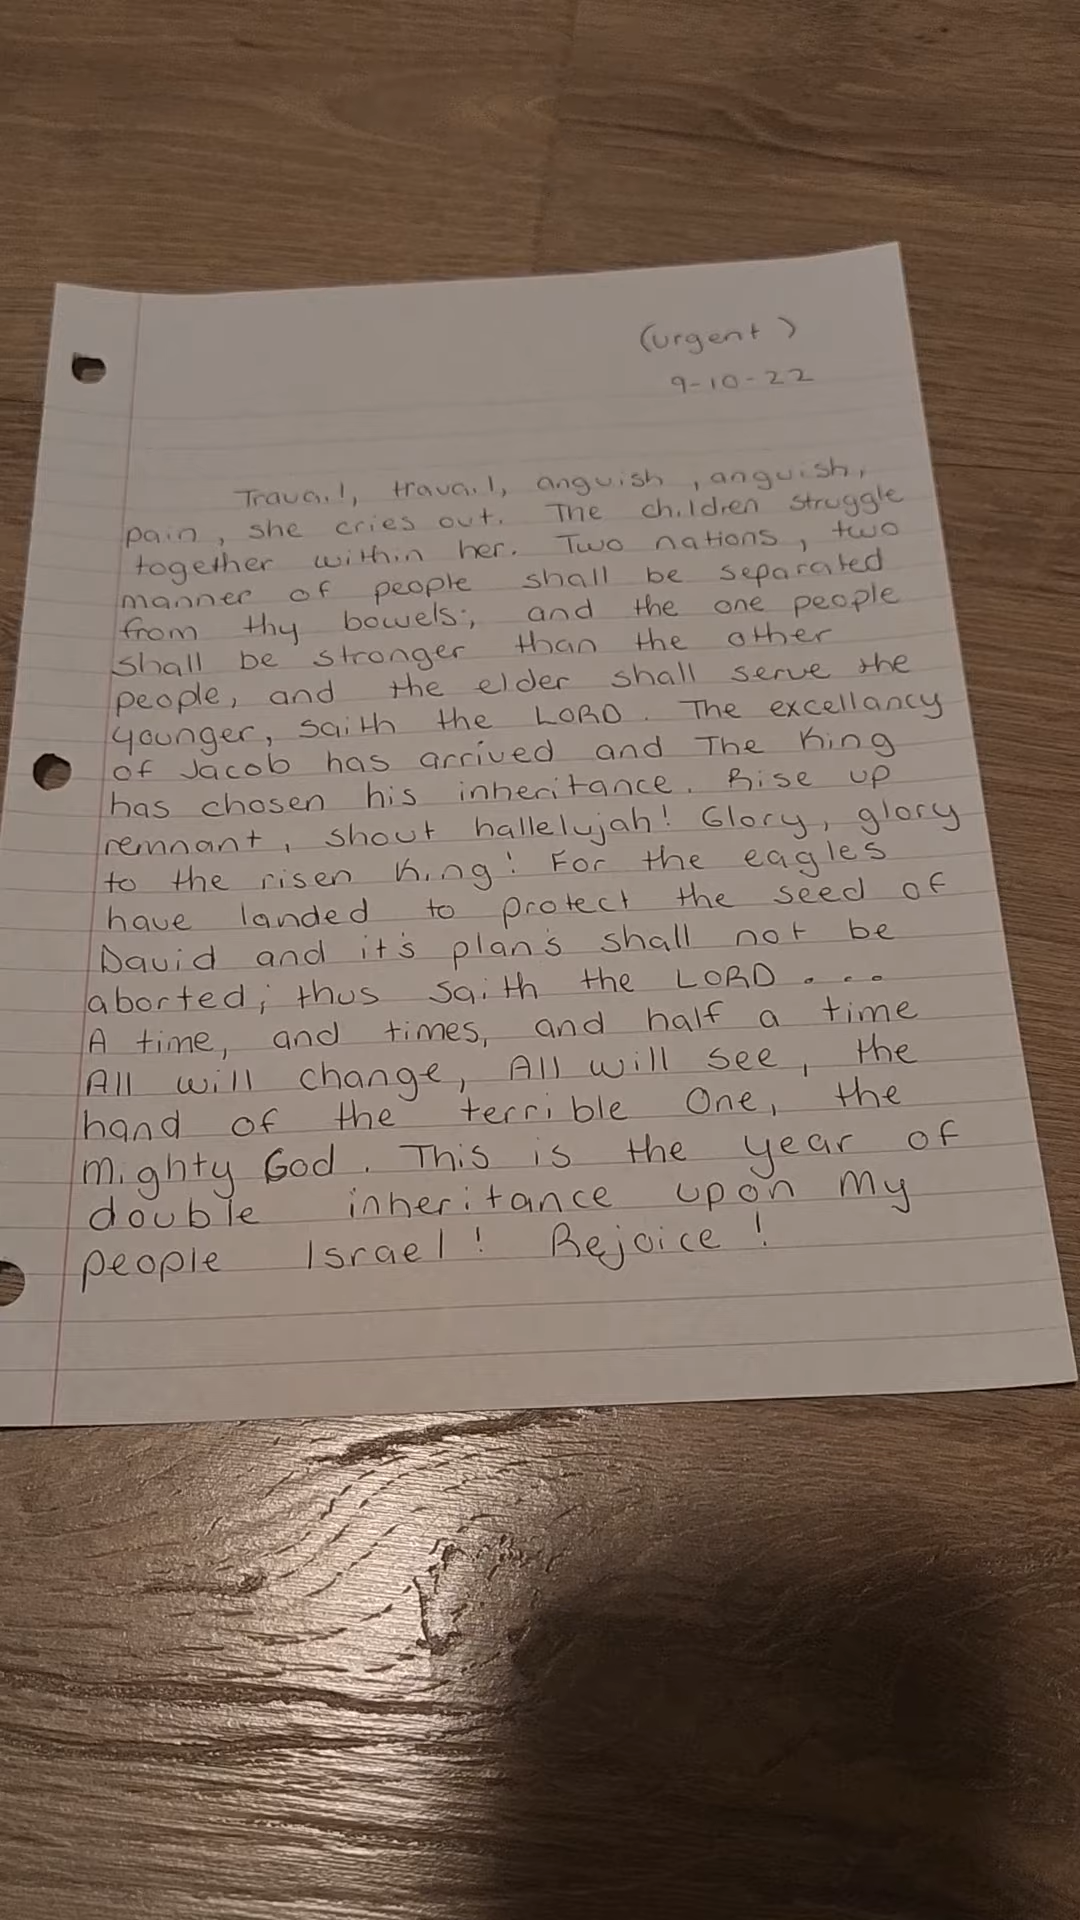 (urgent)
9-10-22
Travail, travail, anguish, anguish,
pain, she cries out. The children struggle
together within her. Two nations, two
manner of people shall be separated
from thy bowels; and the one people
shall be stronger than the other
people, and the elder shall serve the
younger, saith the LORD. The excellancy
of Jacob has arrived and The King
has chosen his inheritance. Rise up
remnant, shout hallelujah! Glory, glory
to the risen King! For the eagles
have landed to protect the seed of
David and it's plan's shall not be
aborted; thus saith the LORD....
A time, and times, and half a time
All will change, All will see, the
hand of the terrible One, the
mighty God. This is the year of
double inheritance upon My
people Israel! Rejoice!